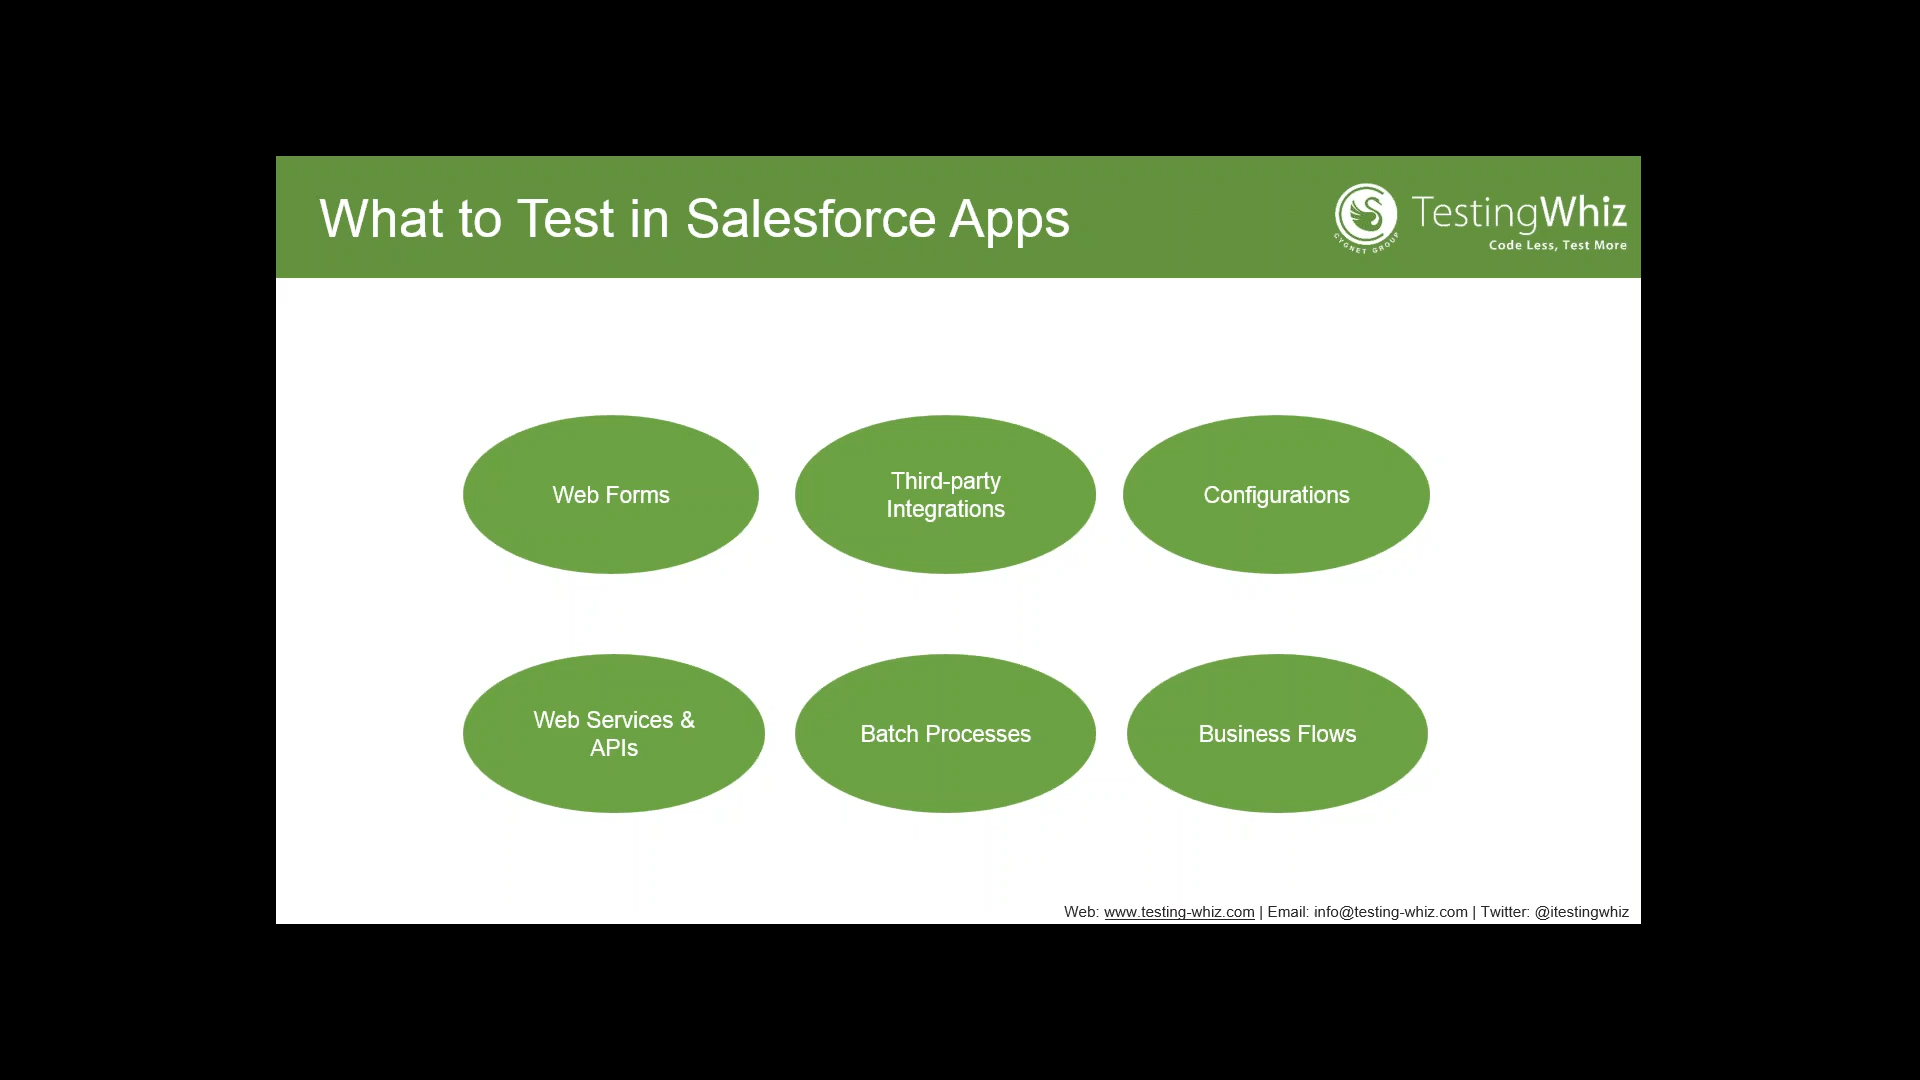 What to Test in Salesforce Apps
CYGNET GROUP
TestingWhiz
Code Less, Test More
Web Forms
Third-party
Integrations
Configurations
Web Services &
APIs
Batch Processes
Business Flows
Web: www.testing-whiz.com | Email: info@testing-whiz.com | Twitter: @itestingwhiz